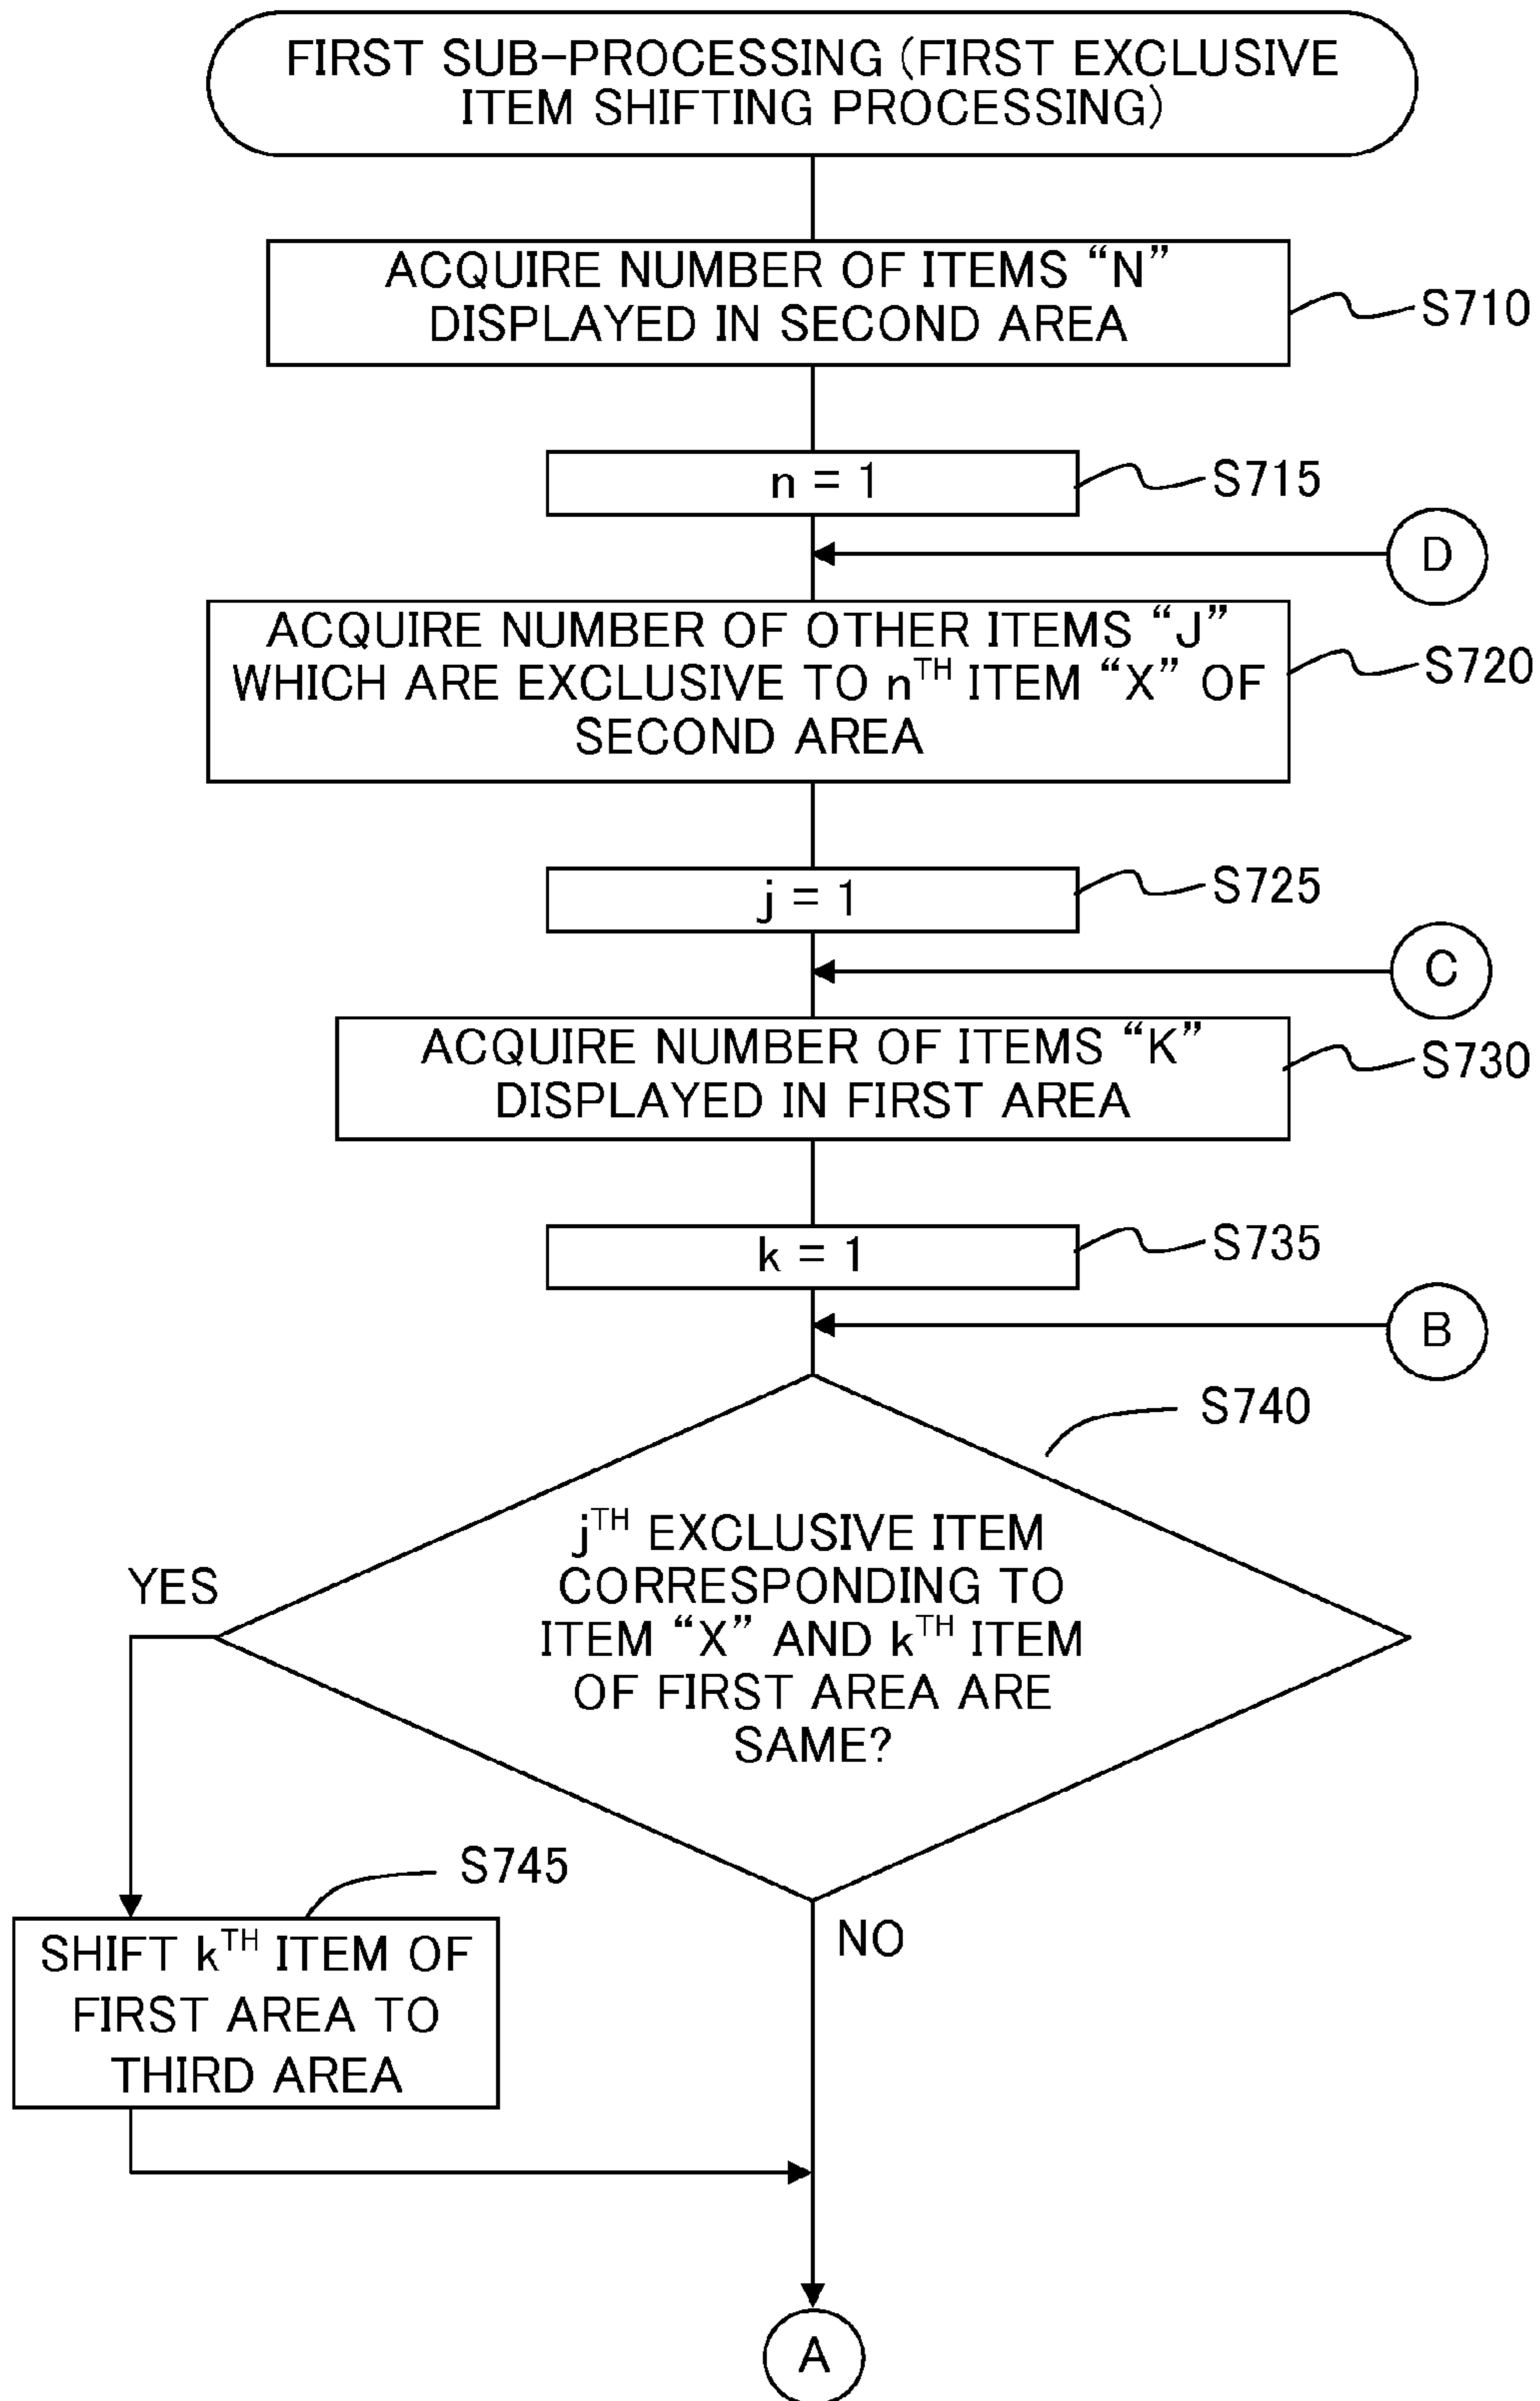 FIRST SUB-PROCESSING (FIRST EXCLUSIVE
ITEM SHIFTING PROCESSING)
ACQUIRE NUMBER OF ITEMS “N”
DISPLAYED IN SECOND AREA
S710
n = 1
S715
D
ACQUIRE NUMBER OF OTHER ITEMS “J”
WHICH ARE EXCLUSIVE TO nTH ITEM “X” OF
SECOND AREA
S720
j = 1
S725
C
ACQUIRE NUMBER OF ITEMS “K”
DISPLAYED IN FIRST AREA
S730
k = 1
S735
B
S740
jTH EXCLUSIVE ITEM
CORRESPONDING TO
ITEM “X” AND kTH ITEM
OF FIRST AREA ARE
SAME?
YES
S745
SHIFT kTH ITEM OF
FIRST AREA TO
THIRD AREA
NO
A